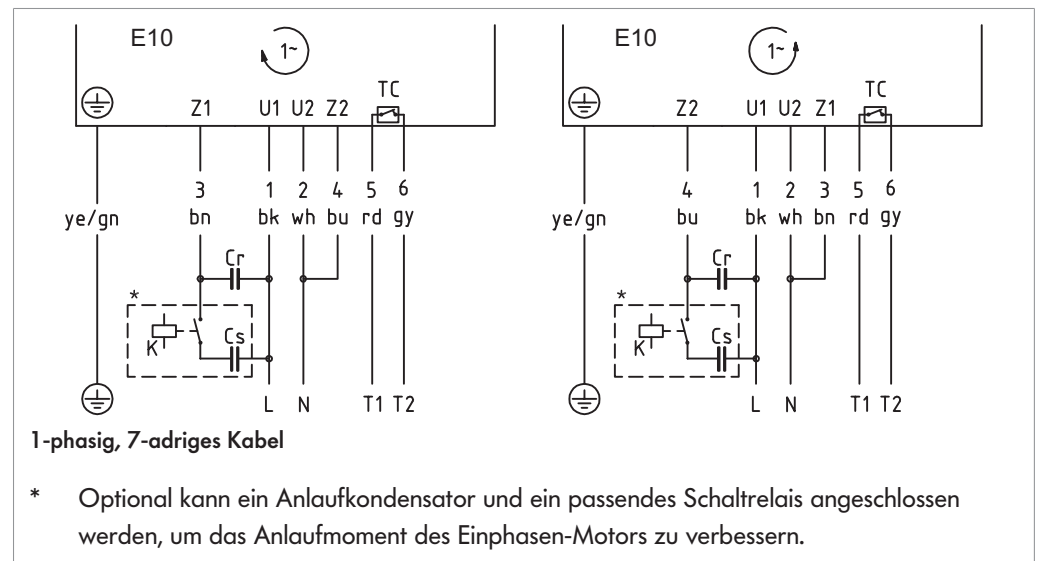 E10 1~ E10 1~
TC TC
Z1 U1 U2 Z2 Z2 U1 U2 Z1
3 1 2 4 5 6 4 1 2 3 5 6
ye/gn bn bk wh bu rd gy ye/gn bu bk wh bn rd gy
Cr Cr
* *
K Cs K Cs
L N T1 T2 L N T1 T2
1-phasig, 7-adriges Kabel
* Optional kann ein Anlaufkondensator und ein passendes Schaltrelais angeschlossen
werden, um das Anlaufmoment des Einphasen-Motors zu verbessern.